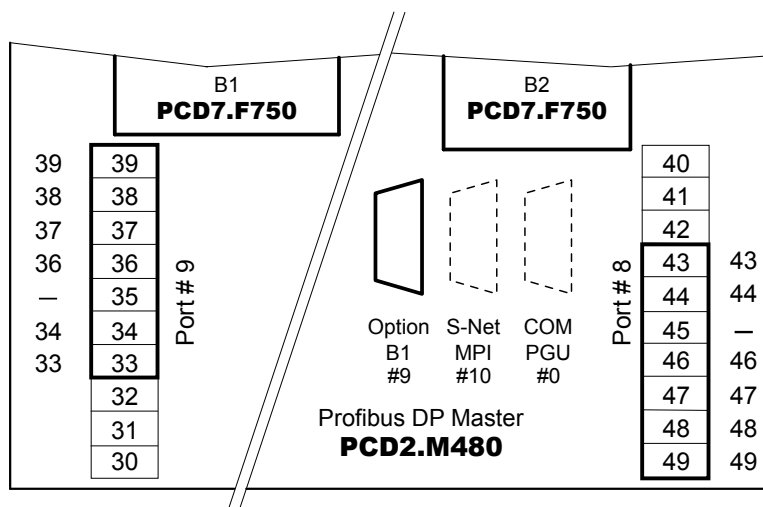 B1
PCD7.F750
B2
PCD7.F750
39 39
38 38
37 37
36 36
— 35
34 34
33 33
32
31
30
Port # 9
Option
B1
#9
S-Net
MPI
#10
COM
PGU
#0
Profibus DP Master
PCD2.M480
Port # 8
40
41
42
43 43
44 44
45 —
46 46
47 47
48 48
49 49